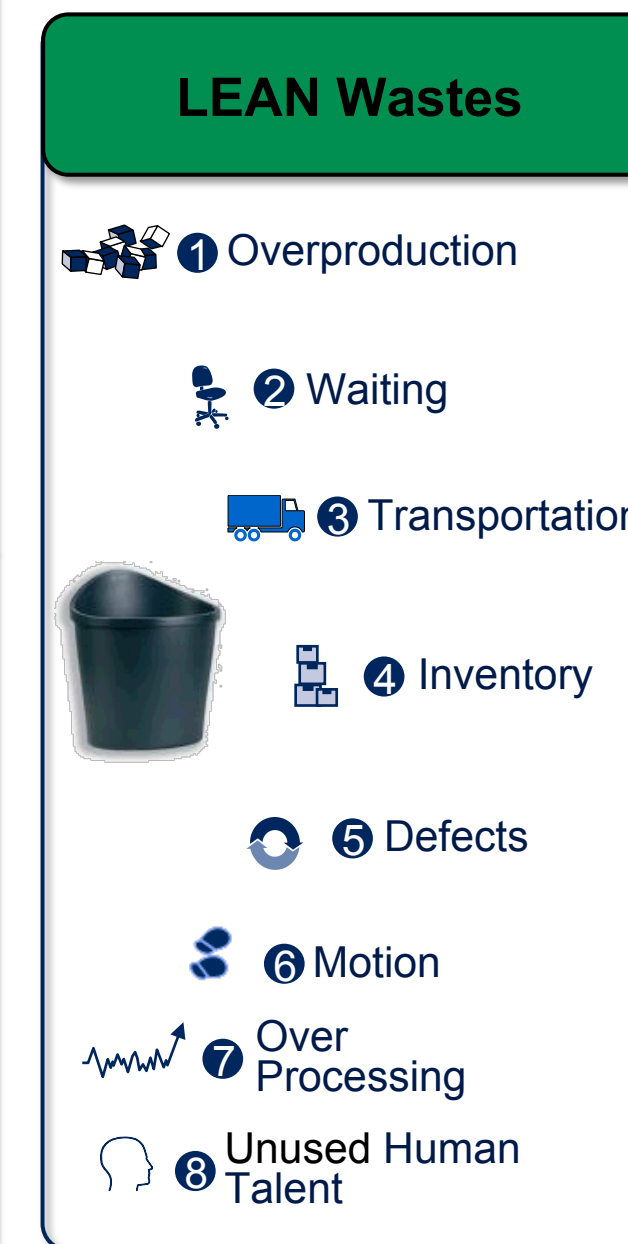 LEAN Wastes
1 Overproduction
2 Waiting
3 Transportation
4 Inventory
5 Defects
6 Motion
7 Over
Processing
8 Unused Human
Talent